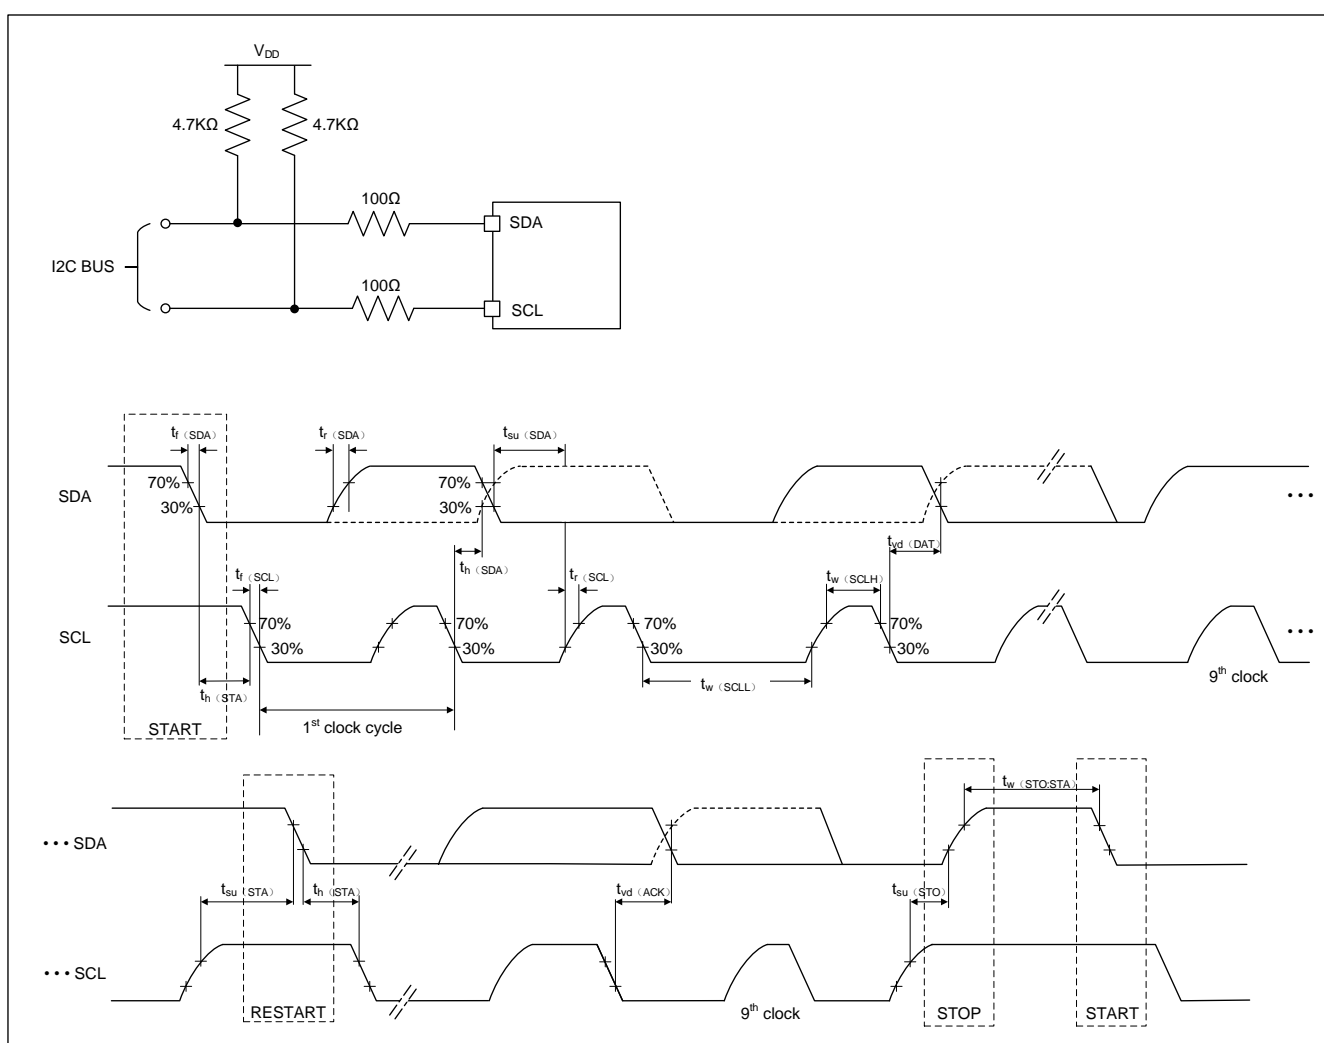 VDD
4.7KΩ 4.7KΩ
100Ω
SDA
I2C BUS
100Ω
SCL
tf（SDA） tr（SDA） tsu（SDA）
70% 70%
SDA
30% 30% •••
tvd（DAT）
th（SDA）
tf（SCL） tr（SCL） tw（SCLH）
70% 70% 70% 70%
SCL •••
30% 30% 30% 30%
9th clock
tw（SCLL）
th（STA）
START 1st clock cycle
tw（STO:STA）
••• SDA
tsu（STA） th（STA） tvd（ACK） tsu（STO）
••• SCL
RESTART 9th clock STOP START